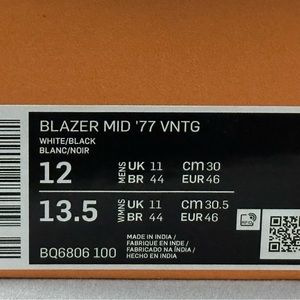 BLAZER MID '77 VNTG
WHITE/BLACK
BLANC/NOIR
12 MENS UK 11 CM 30
BR 44 EUR 46
13.5 WMNS UK 11 CM 30.5
BR 44 EUR 46
MADE IN INDIA /
FABRIQUE EN INDE /
FABRICADO NA ÍNDIA /
HECHO EN INDIA
BQ6806 100